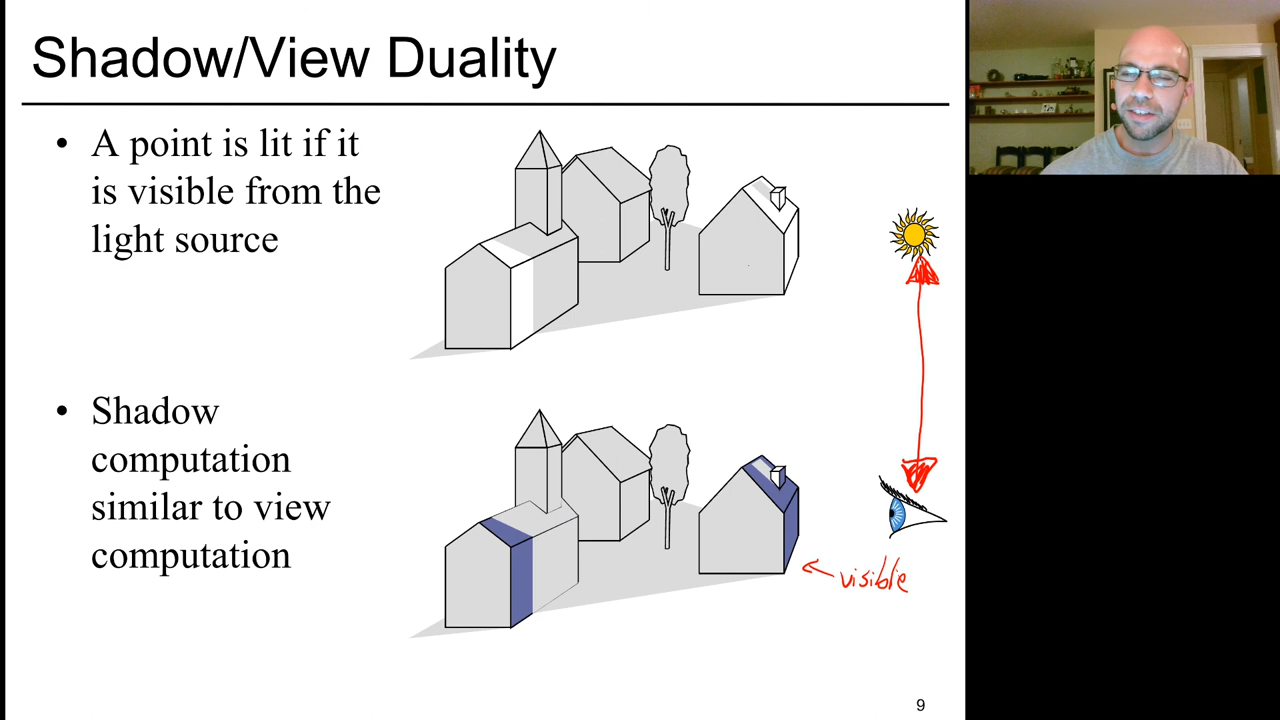 Shadow/View Duality
• A point is lit if it
is visible from the
light source
• Shadow
computation
similar to view
computation
← visible
9